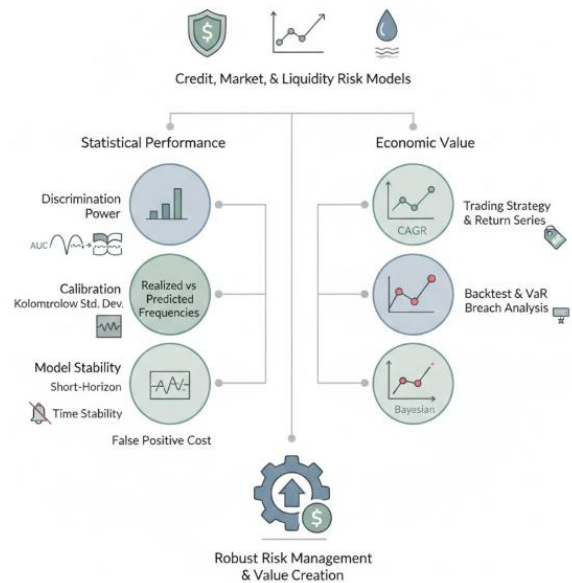 Credit, Market, & Liquidity Risk Models
Statistical Performance
Discrimination
Power
AUC
Calibration
Kolomrolow Std. Dev.
Realized vs
Predicted
Frequencies
Model Stability
Short-Horizon
Time Stability
False Positive Cost
Economic Value
CAGR
Trading Strategy
& Return Series
Backtest & VaR
Breach Analysis
Bayesian
Robust Risk Management
& Value Creation